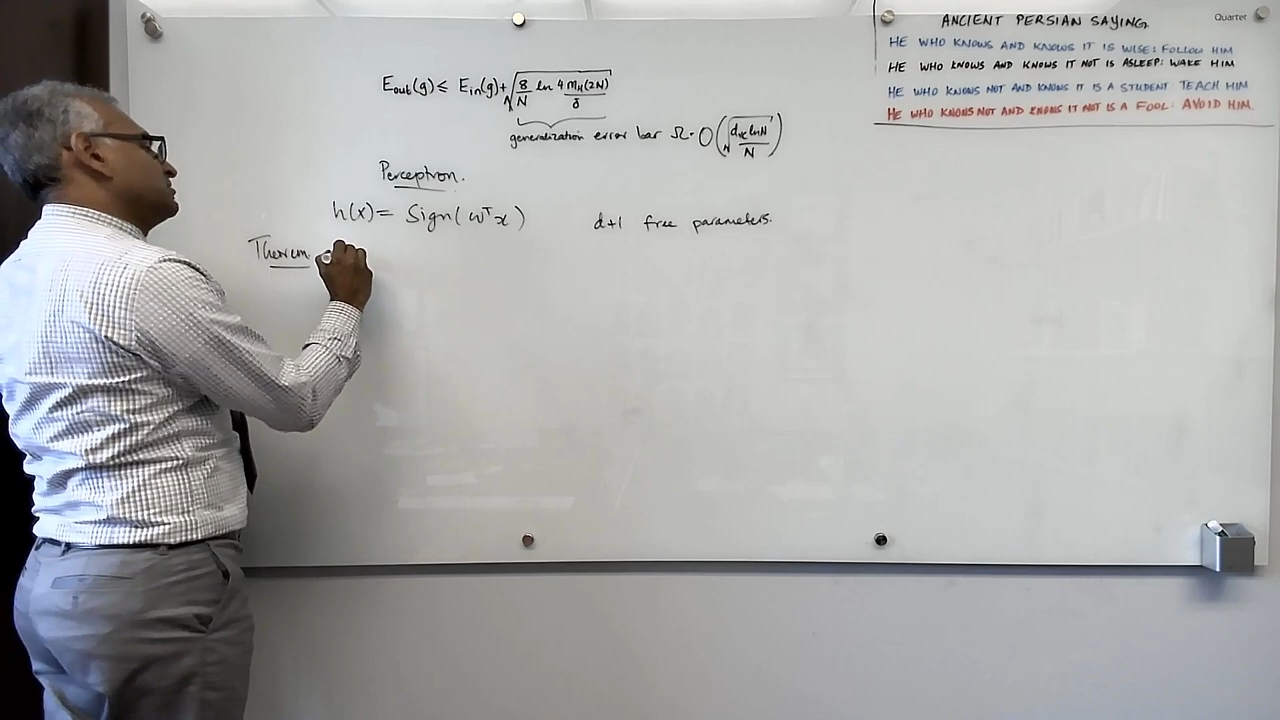 Quartet
ANCIENT PERSIAN SAYING
HE WHO KNOWS AND KNOWS IT IS WISE: FOLLOW HIM
HE WHO KNOWS AND KNOWS IT NOT IS ASLEEP: WAKE HIM
HE WHO KNOWS NOT AND KNOWS IT IS A STUDENT: TEACH HIM
HE WHO KNOWS NOT AND KNOWS IT NOT IS A FOOL: AVOID HIM.
E_out(g) ≤ E_in(g) + √(8/N ln 4 m_H(2N)/δ)
generalization error bar Ω. O(√(d_vc ln N / N))
Perceptron.
h(x) = Sign(w^T x) d+1 free parameters.
Theorem